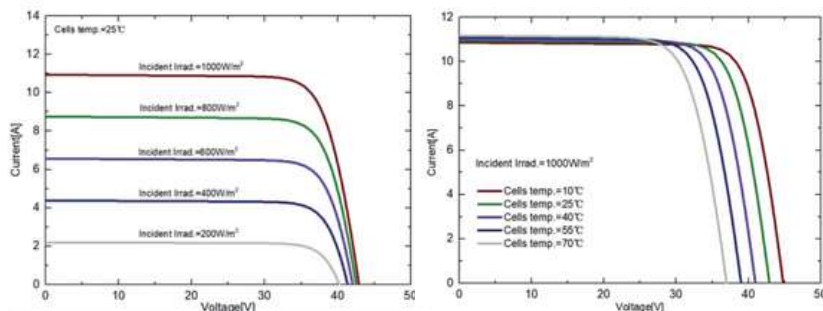 14
12
10
8
6
4
2
0
Current[A]
Cells temp.=25℃
Incident Irrad.=1000W/m²
Incident Irrad.=800W/m²
Incident Irrad.=600W/m²
Incident Irrad.=400W/m²
Incident Irrad.=200W/m²
0 10 20 30 40 50
Voltage[V]
12
10
8
6
4
2
0
Current[A]
Incident Irrad.=1000W/m²
Cells temp.=10℃
Cells temp.=25℃
Cells temp.=40℃
Cells temp.=55℃
Cells temp.=70℃
0 10 20 30 40 50
Voltage[V]